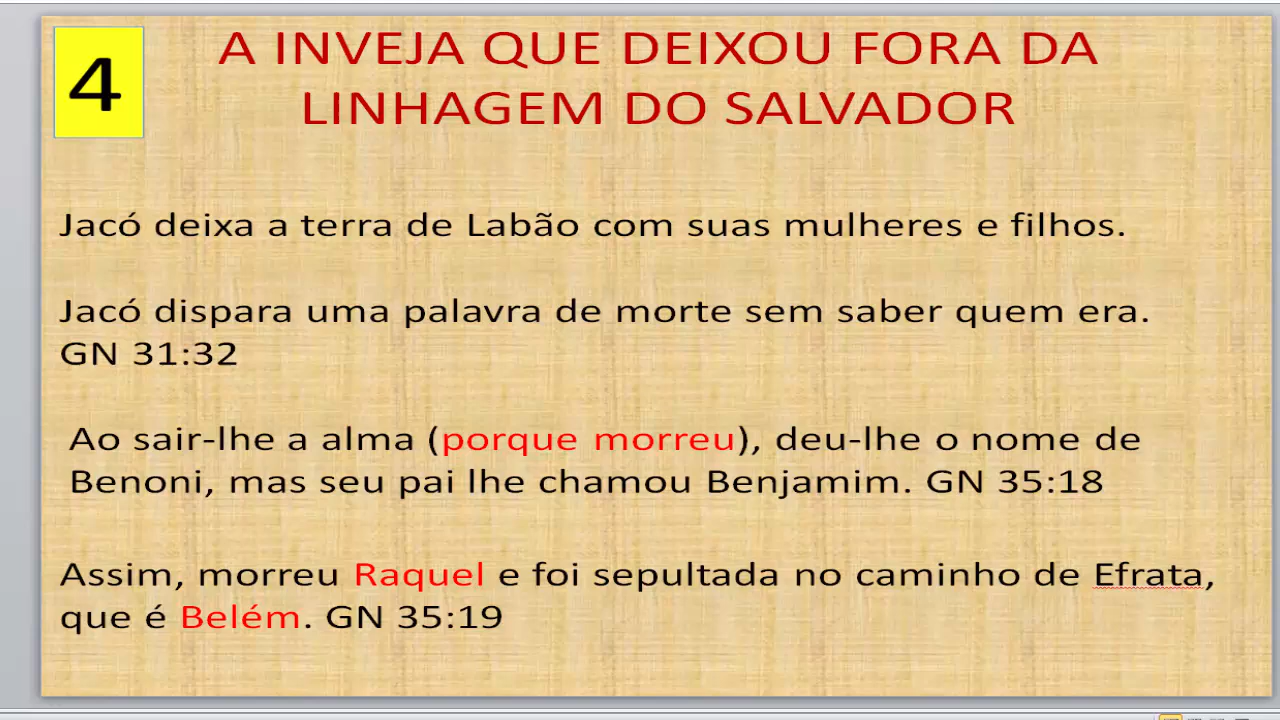 4
A INVEJA QUE DEIXOU FORA DA
LINHAGEM DO SALVADOR
Jacó deixa a terra de Labão com suas mulheres e filhos.
Jacó dispara uma palavra de morte sem saber quem era.
GN 31:32
Ao sair-lhe a alma (porque morreu), deu-lhe o nome de
Benoni, mas seu pai lhe chamou Benjamim. GN 35:18
Assim, morreu Raquel e foi sepultada no caminho de Efrata,
que é Belém. GN 35:19